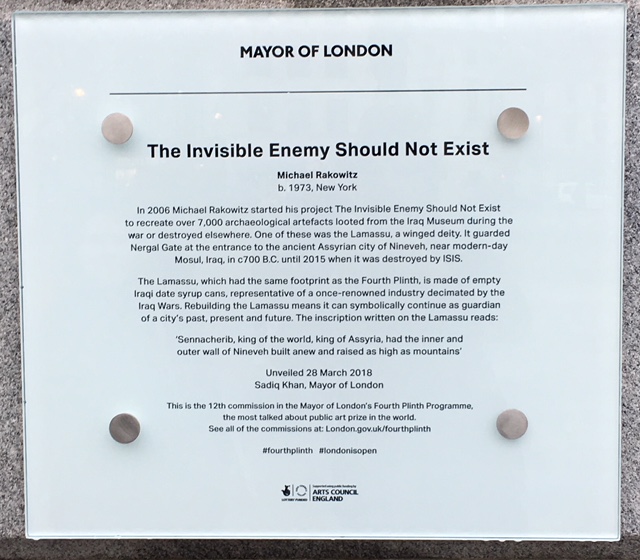 MAYOR OF LONDON
The Invisible Enemy Should Not Exist
Michael Rakowitz
b. 1973, New York
In 2006 Michael Rakowitz started his project The Invisible Enemy Should Not Exist
to recreate over 7,000 archaeological artefacts looted from the Iraq Museum during the
war or destroyed elsewhere. One of these was the Lamassu, a winged deity. It guarded
Nergal Gate at the entrance to the ancient Assyrian city of Nineveh, near modern-day
Mosul, Iraq, in c700 B.C. until 2015 when it was destroyed by ISIS.
The Lamassu, which had the same footprint as the Fourth Plinth, is made of empty
Iraqi date syrup cans, representative of a once-renowned industry decimated by the
Iraq Wars. Rebuilding the Lamassu means it can symbolically continue as guardian
of a city's past, present and future. The inscription written on the Lamassu reads:
'Sennacherib, king of the world, king of Assyria, had the inner and
outer wall of Nineveh built anew and raised as high as mountains'
Unveiled 28 March 2018
Sadiq Khan, Mayor of London
This is the 12th commission in the Mayor of London's Fourth Plinth Programme,
the most talked about public art prize in the world.
See all of the commissions at: London.gov.uk/fourthplinth
#fourthplinth #londonisopen
Supported using public funding by
ARTS COUNCIL
ENGLAND
LOTTERY FUNDED